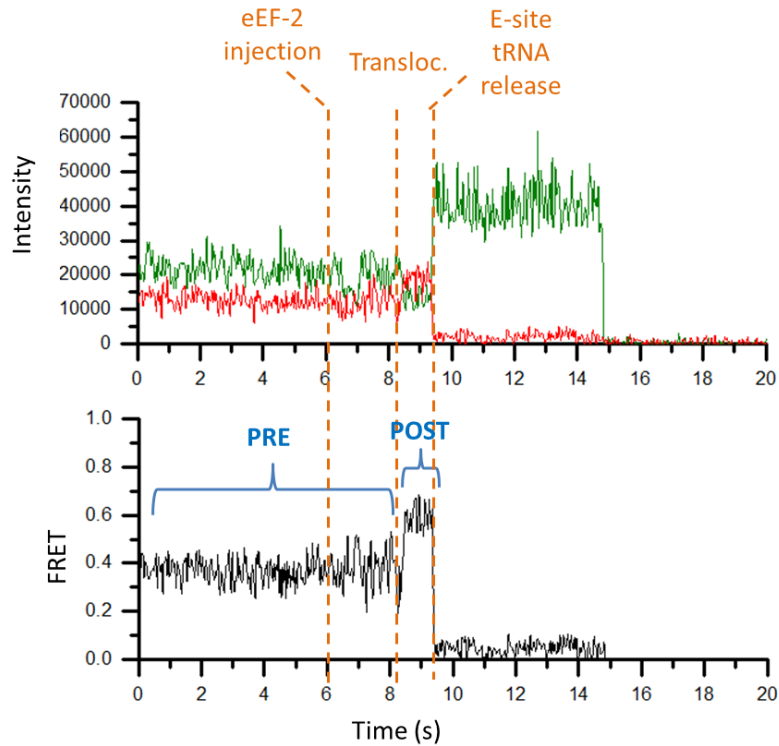 eEF-2
injection
Transloc.
E-site
tRNA
release
70000
60000
50000
40000
30000
20000
10000
0
Intensity
0 2 4 6 8 10 12 14 16 18 20
1.0
0.8
0.6
0.4
0.2
0.0
FRET
PRE
POST
0 2 4 6 8 10 12 14 16 18 20
Time (s)